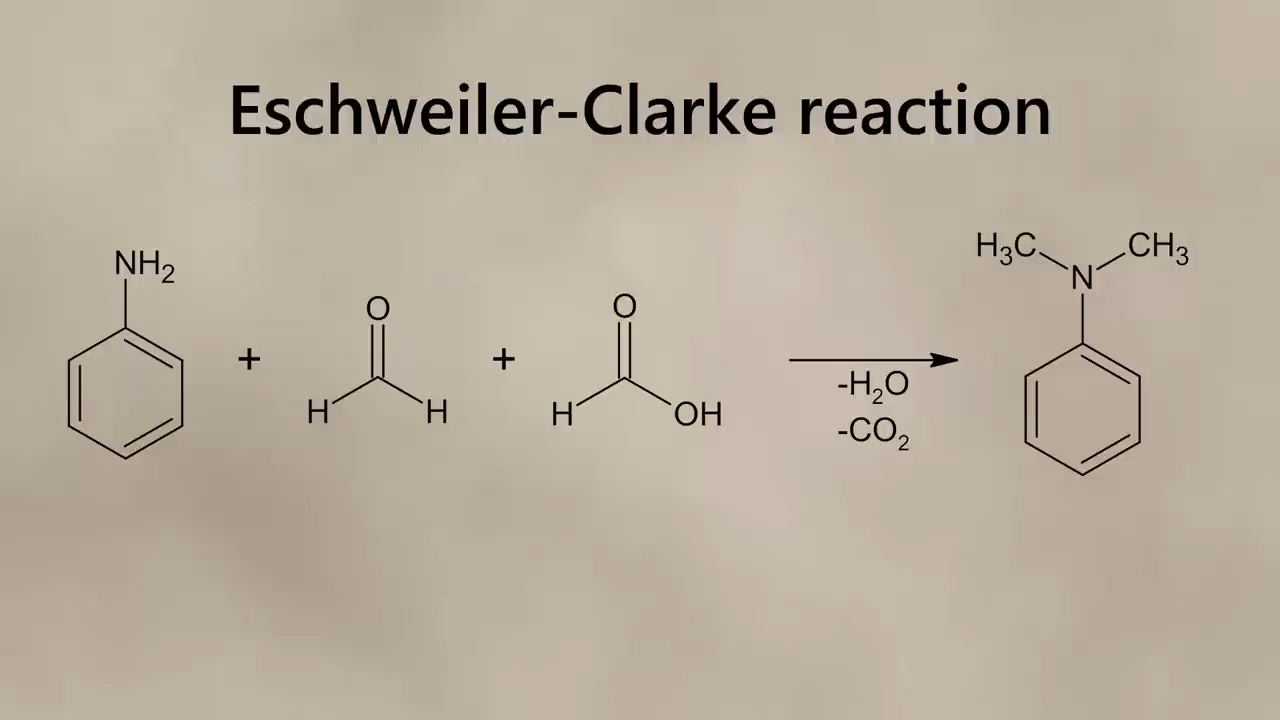 Eschweiler-Clarke reaction
NH₂ + O H H + O H OH -H₂O -CO₂ H₃C N CH₃